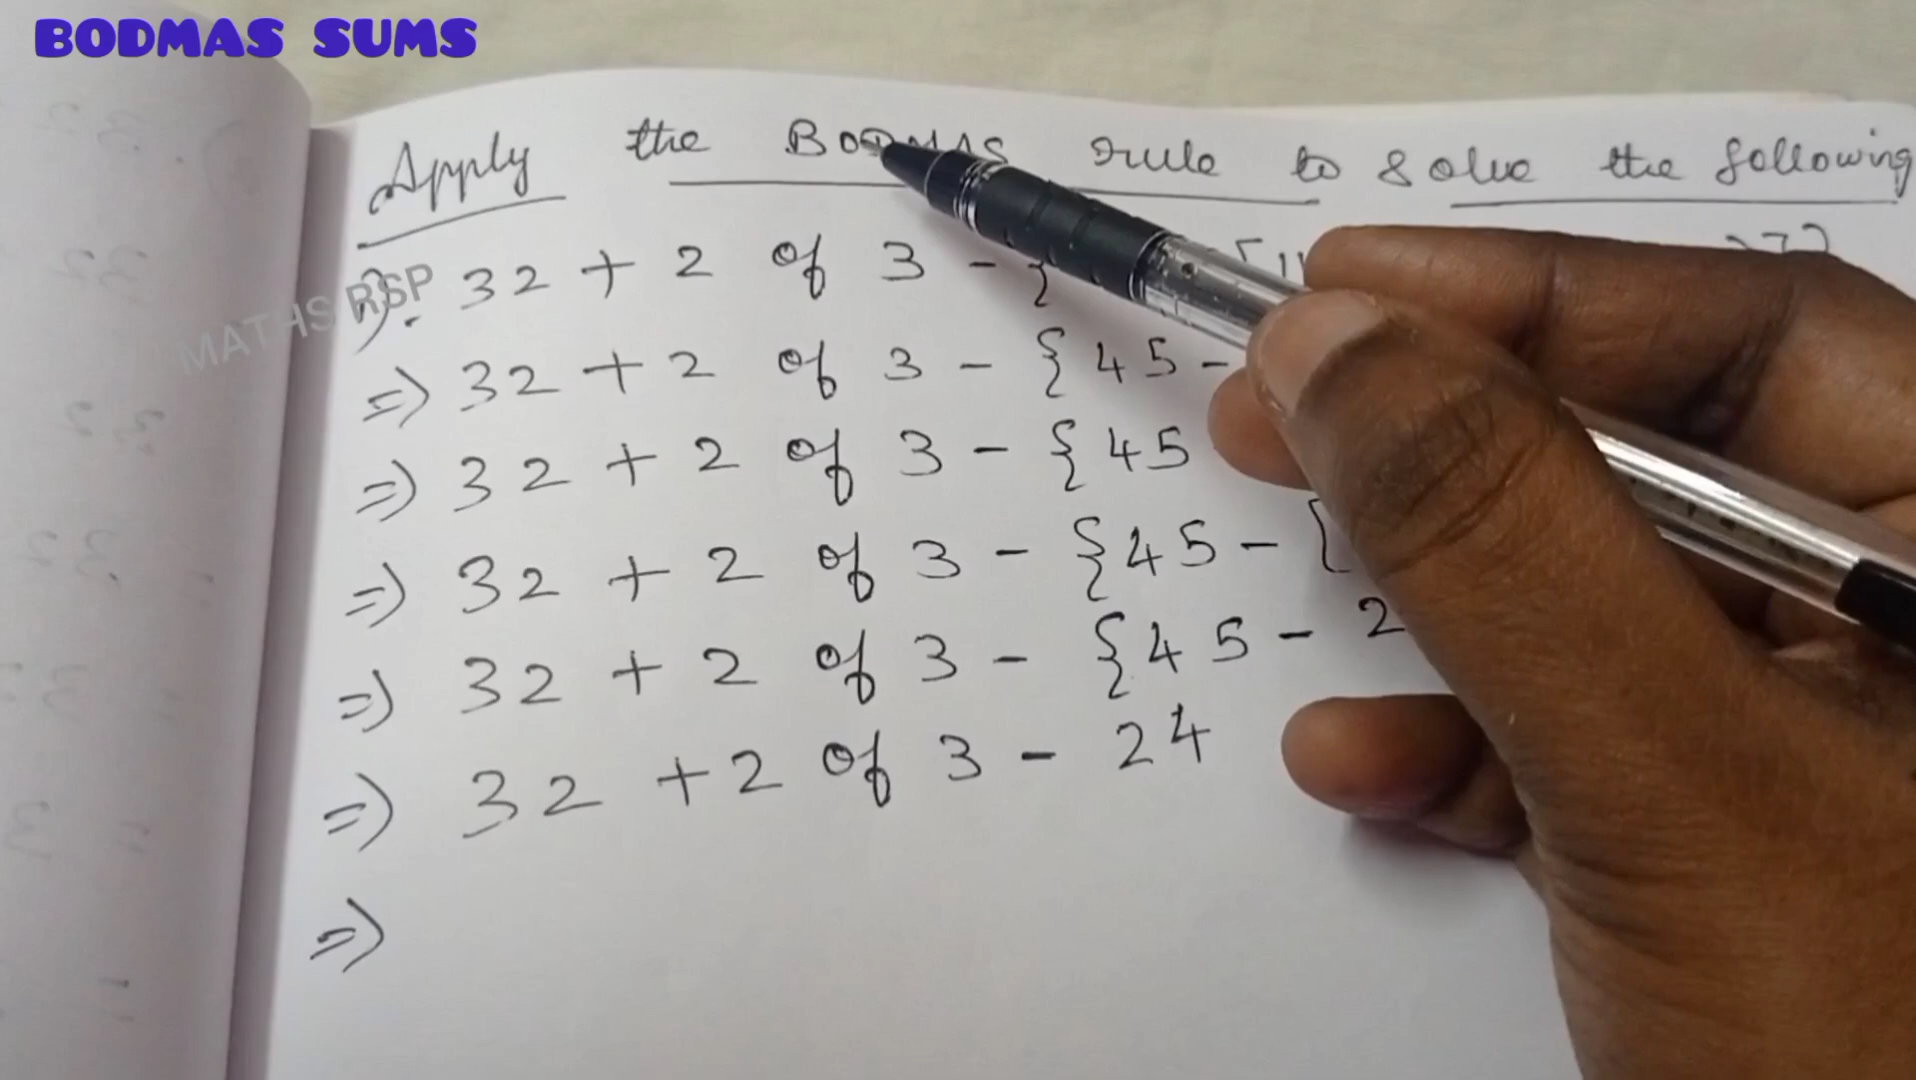 BODMAS SUMS
Apply the BODMAS rule to solve the following
MATHS RSP
1). 32 + 2 of 3 - {
=) 32 + 2 of 3 - { 45 -
=) 32 + 2 of 3 - { 45
=) 32 + 2 of 3 - { 45 - [
=) 32 + 2 of 3 - { 45 - 2
=) 32 + 2 of 3 - 24
=)